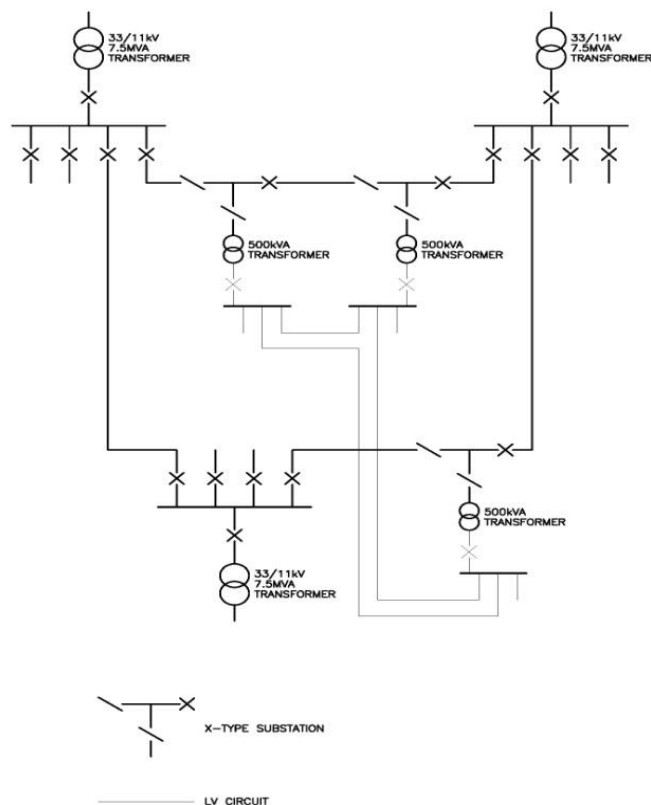 33/11kV
7.5MVA
TRANSFORMER
33/11kV
7.5MVA
TRANSFORMER
500kVA
TRANSFORMER
500kVA
TRANSFORMER
500kVA
TRANSFORMER
33/11kV
7.5MVA
TRANSFORMER
X-TYPE SUBSTATION
LV CIRCUIT